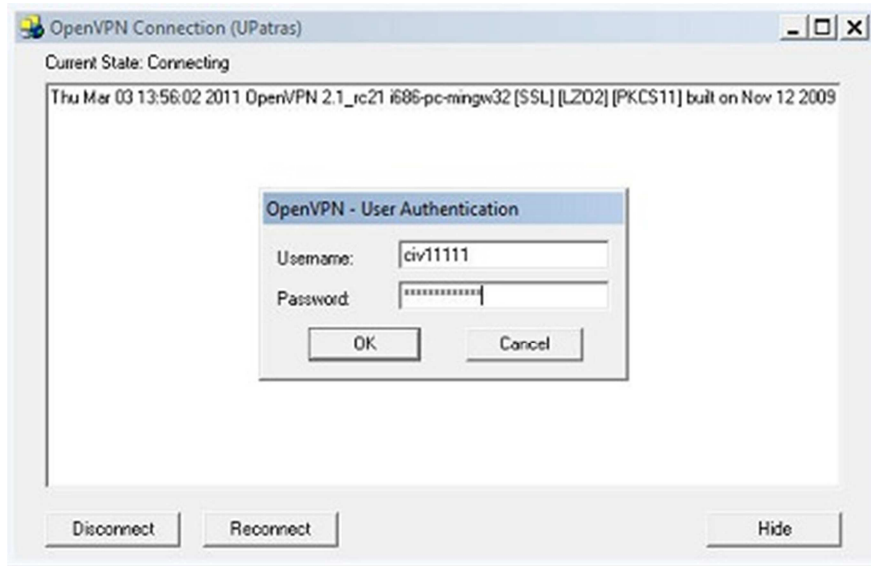 OpenVPN Connection (UPatras)
Current State: Connecting
Thu Mar 03 13:56:02 2011 OpenVPN 2.1_rc21 i686-pc-mingw32 [SSL] [LZO2] [PKCS11] built on Nov 12 2009
OpenVPN - User Authentication
Username: civ11111
Password: *************
OK Cancel
Disconnect Reconnect Hide